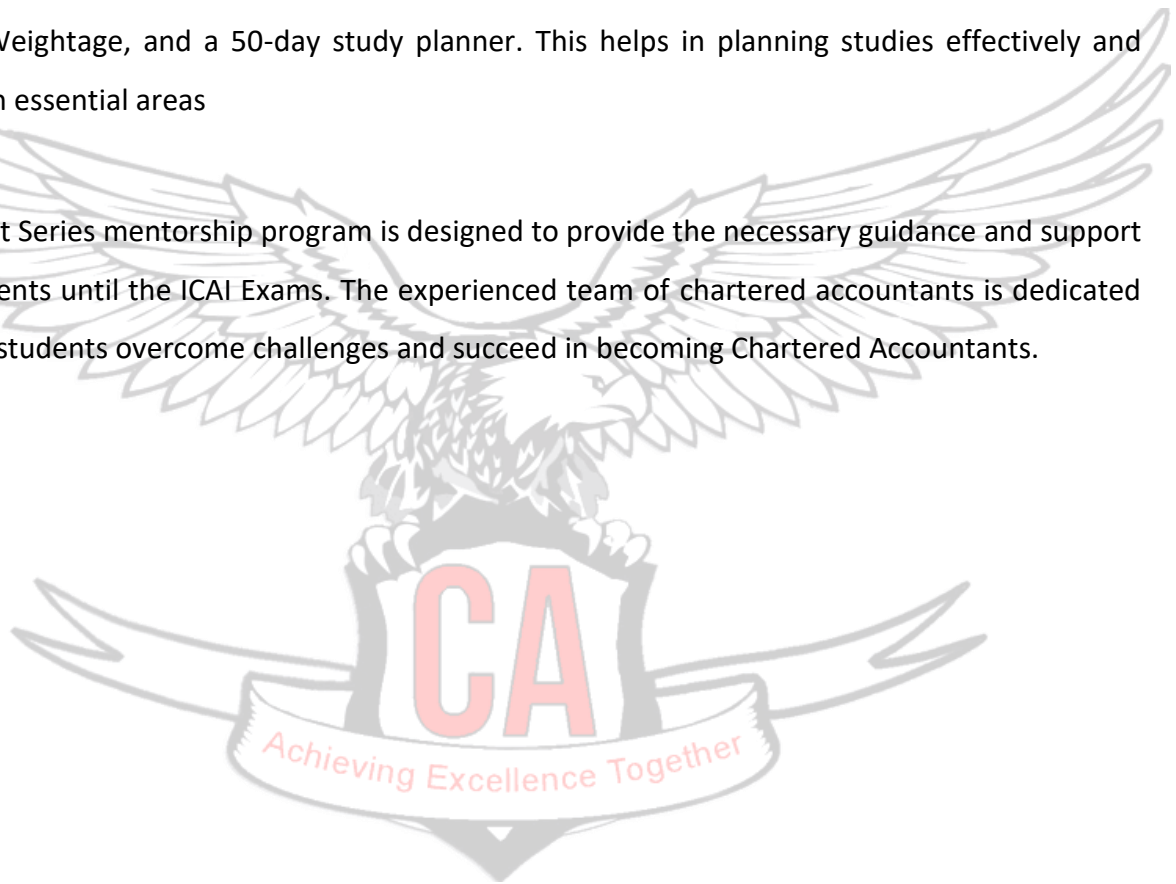 Weightage, and a 50-day study planner. This helps in planning studies effectively and
essential areas
Series mentorship program is designed to provide the necessary guidance and support
until the ICAI Exams. The experienced team of chartered accountants is dedicated
students overcome challenges and succeed in becoming Chartered Accountants.
CA
Achieving Excellence Together